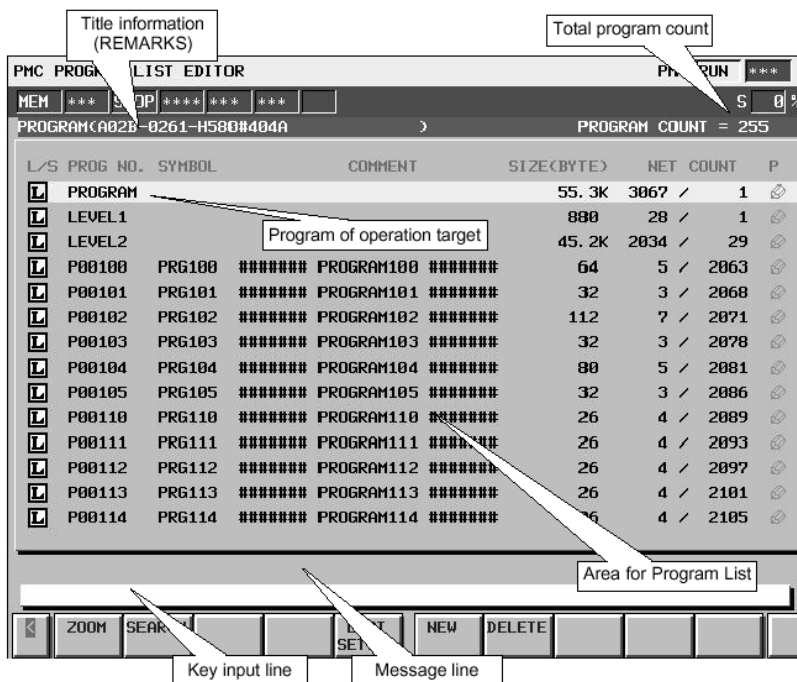 Title information
(REMARKS)
Total program count
PMC PROGRAM LIST EDITOR RUN ***
MEM *** **** *** *** S 0 %
PROGRAM(A02B-0261-H580#404A ) PROGRAM COUNT = 255
L/S PROG NO. SYMBOL COMMENT SIZE(BYTE) NET COUNT P
L PROGRAM 55.3K 3067 / 1
L LEVEL1 880 28 / 1
Program of operation target
L LEVEL2 45.2K 2034 / 29
L P00100 PRG100 ####### PROGRAM100 ####### 64 5 / 2063
L P00101 PRG101 ####### PROGRAM101 ####### 32 3 / 2068
L P00102 PRG102 ####### PROGRAM102 ####### 112 7 / 2071
L P00103 PRG103 ####### PROGRAM103 ####### 32 3 / 2078
L P00104 PRG104 ####### PROGRAM104 ####### 80 5 / 2081
L P00105 PRG105 ####### PROGRAM105 ####### 32 3 / 2086
L P00110 PRG110 ####### PROGRAM110 ####### 26 4 / 2089
L P00111 PRG111 ####### PROGRAM111 ####### 26 4 / 2093
L P00112 PRG112 ####### PROGRAM112 ####### 26 4 / 2097
L P00113 PRG113 ####### PROGRAM113 ####### 26 4 / 2101
L P00114 PRG114 ####### PROGRAM114 ####### 26 4 / 2105
Area for Program List
< ZOOM SEARCH NEW DELETE
Key input line
Message line